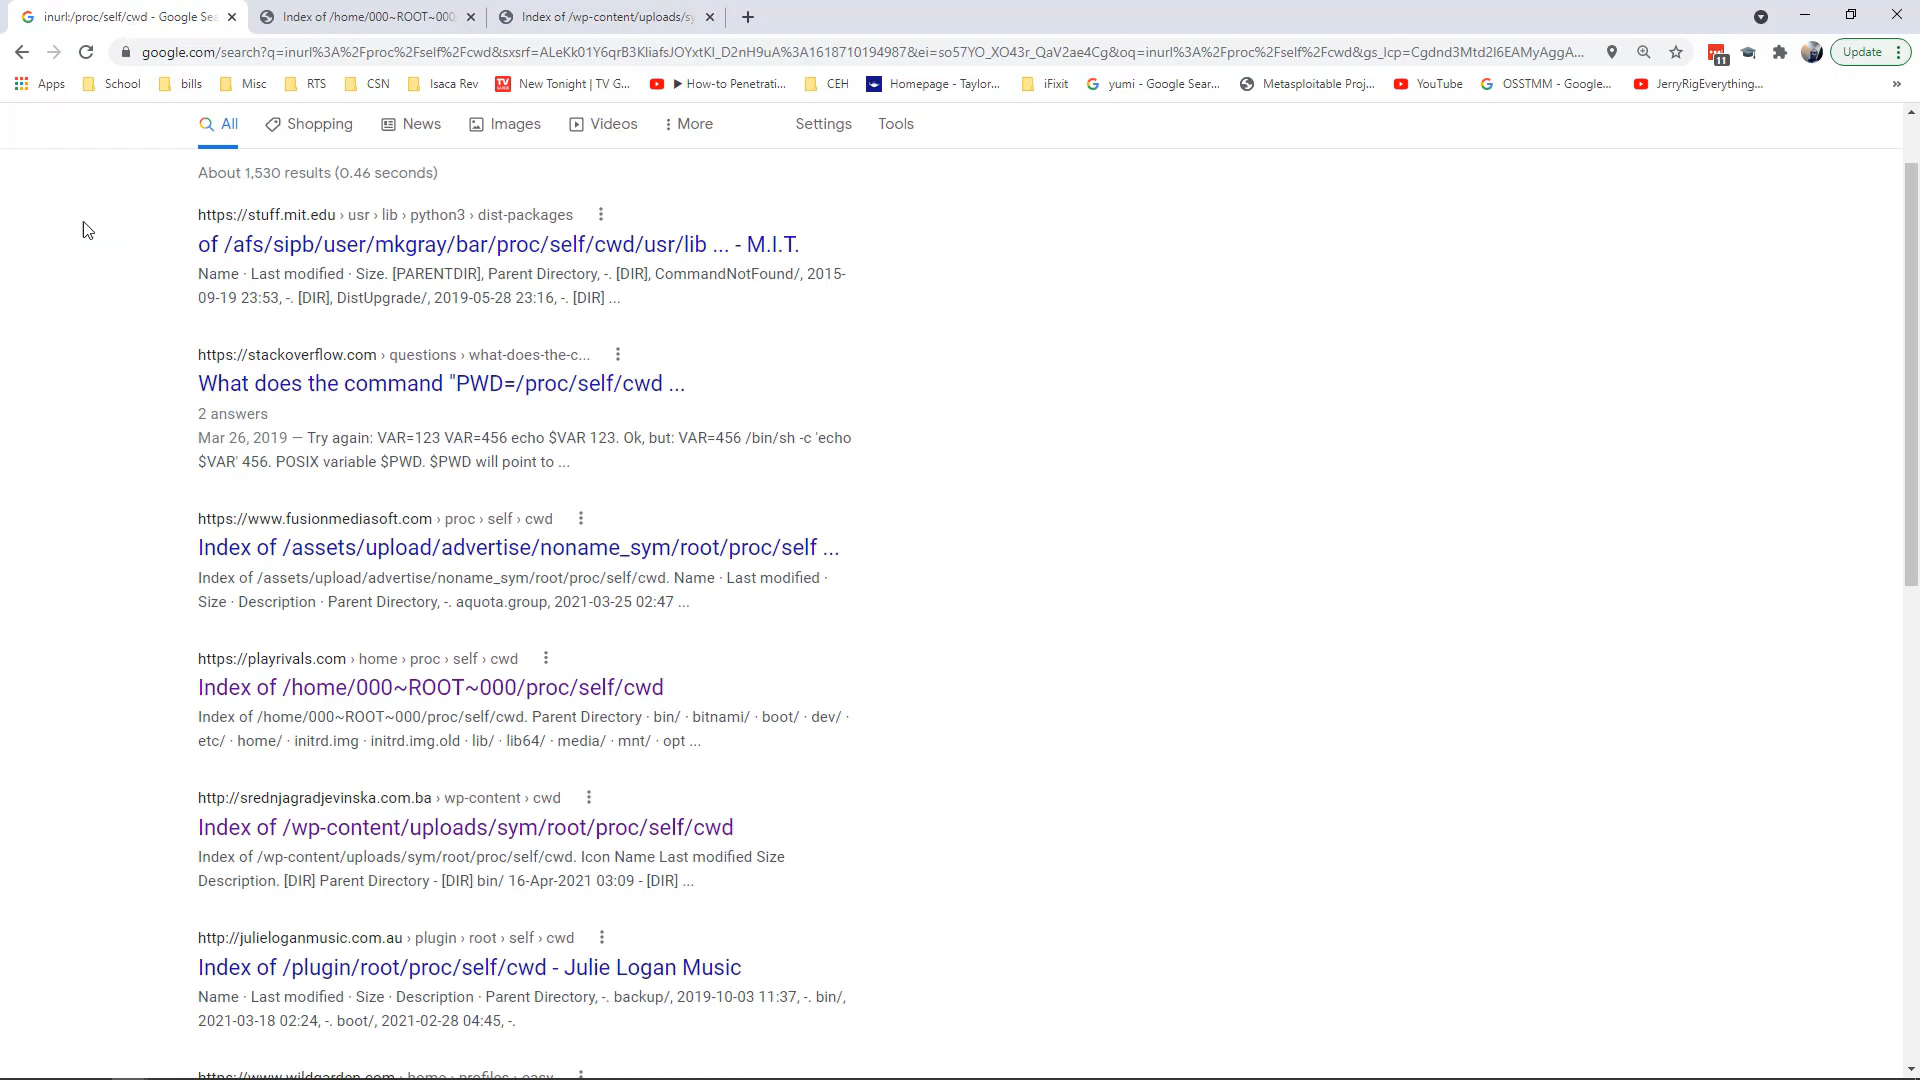 inurl:/proc/self/cwd - Google Sea
Index of /home/000~ROOT~000
Index of /wp-content/uploads/sy
google.com/search?q=inurl%3A%2Fproc%2Fself%2Fcwd&sxsrf=ALeKk01Y6qrB3KliafsJOYxtKl_D2nH9uA%3A1618710194987&ei=so57YO_XO43r_QaV2ae4Cg&oq=inurl%3A%2Fproc%2Fself%2Fcwd&gs_lcp=Cgdnd3Mtd2l6EAMyAggA...
11
Update
Apps School bills Misc RTS CSN Isaca Rev New Tonight | TV G... ▶ How-to Penetrati... CEH Homepage - Taylor... iFixit yumi - Google Sear... Metasploitable Proj... YouTube OSSTMM - Google... JerryRigEverything... »
All Shopping News Images Videos More Settings Tools
About 1,530 results (0.46 seconds)
https://stuff.mit.edu › usr › lib › python3 › dist-packages
of /afs/sipb/user/mkgray/bar/proc/self/cwd/usr/lib ... - M.I.T.
Name · Last modified · Size. [PARENTDIR], Parent Directory, -. [DIR], CommandNotFound/, 2015-
09-19 23:53, -. [DIR], DistUpgrade/, 2019-05-28 23:16, -. [DIR] ...
https://stackoverflow.com › questions › what-does-the-c...
What does the command "PWD=/proc/self/cwd ...
2 answers
Mar 26, 2019 — Try again: VAR=123 VAR=456 echo $VAR 123. Ok, but: VAR=456 /bin/sh -c 'echo
$VAR' 456. POSIX variable $PWD. $PWD will point to ...
https://www.fusionmediasoft.com › proc › self › cwd
Index of /assets/upload/advertise/noname_sym/root/proc/self ...
Index of /assets/upload/advertise/noname_sym/root/proc/self/cwd. Name · Last modified ·
Size · Description · Parent Directory, -. aquota.group, 2021-03-25 02:47 ...
https://playrivals.com › home › proc › self › cwd
Index of /home/000~ROOT~000/proc/self/cwd
Index of /home/000~ROOT~000/proc/self/cwd. Parent Directory · bin/ · bitnami/ · boot/ · dev/ ·
etc/ · home/ · initrd.img · initrd.img.old · lib/ · lib64/ · media/ · mnt/ · opt ...
http://srednjagradjevinska.com.ba › wp-content › cwd
Index of /wp-content/uploads/sym/root/proc/self/cwd
Index of /wp-content/uploads/sym/root/proc/self/cwd. Icon Name Last modified Size
Description. [DIR] Parent Directory - [DIR] bin/ 16-Apr-2021 03:09 - [DIR] ...
http://julieloganmusic.com.au › plugin › root › self › cwd
Index of /plugin/root/proc/self/cwd - Julie Logan Music
Name · Last modified · Size · Description · Parent Directory, -. backup/, 2019-10-03 11:37, -. bin/,
2021-03-18 02:24, -. boot/, 2021-02-28 04:45, -.
https://www.wildgarden.com › home › profiles › easy